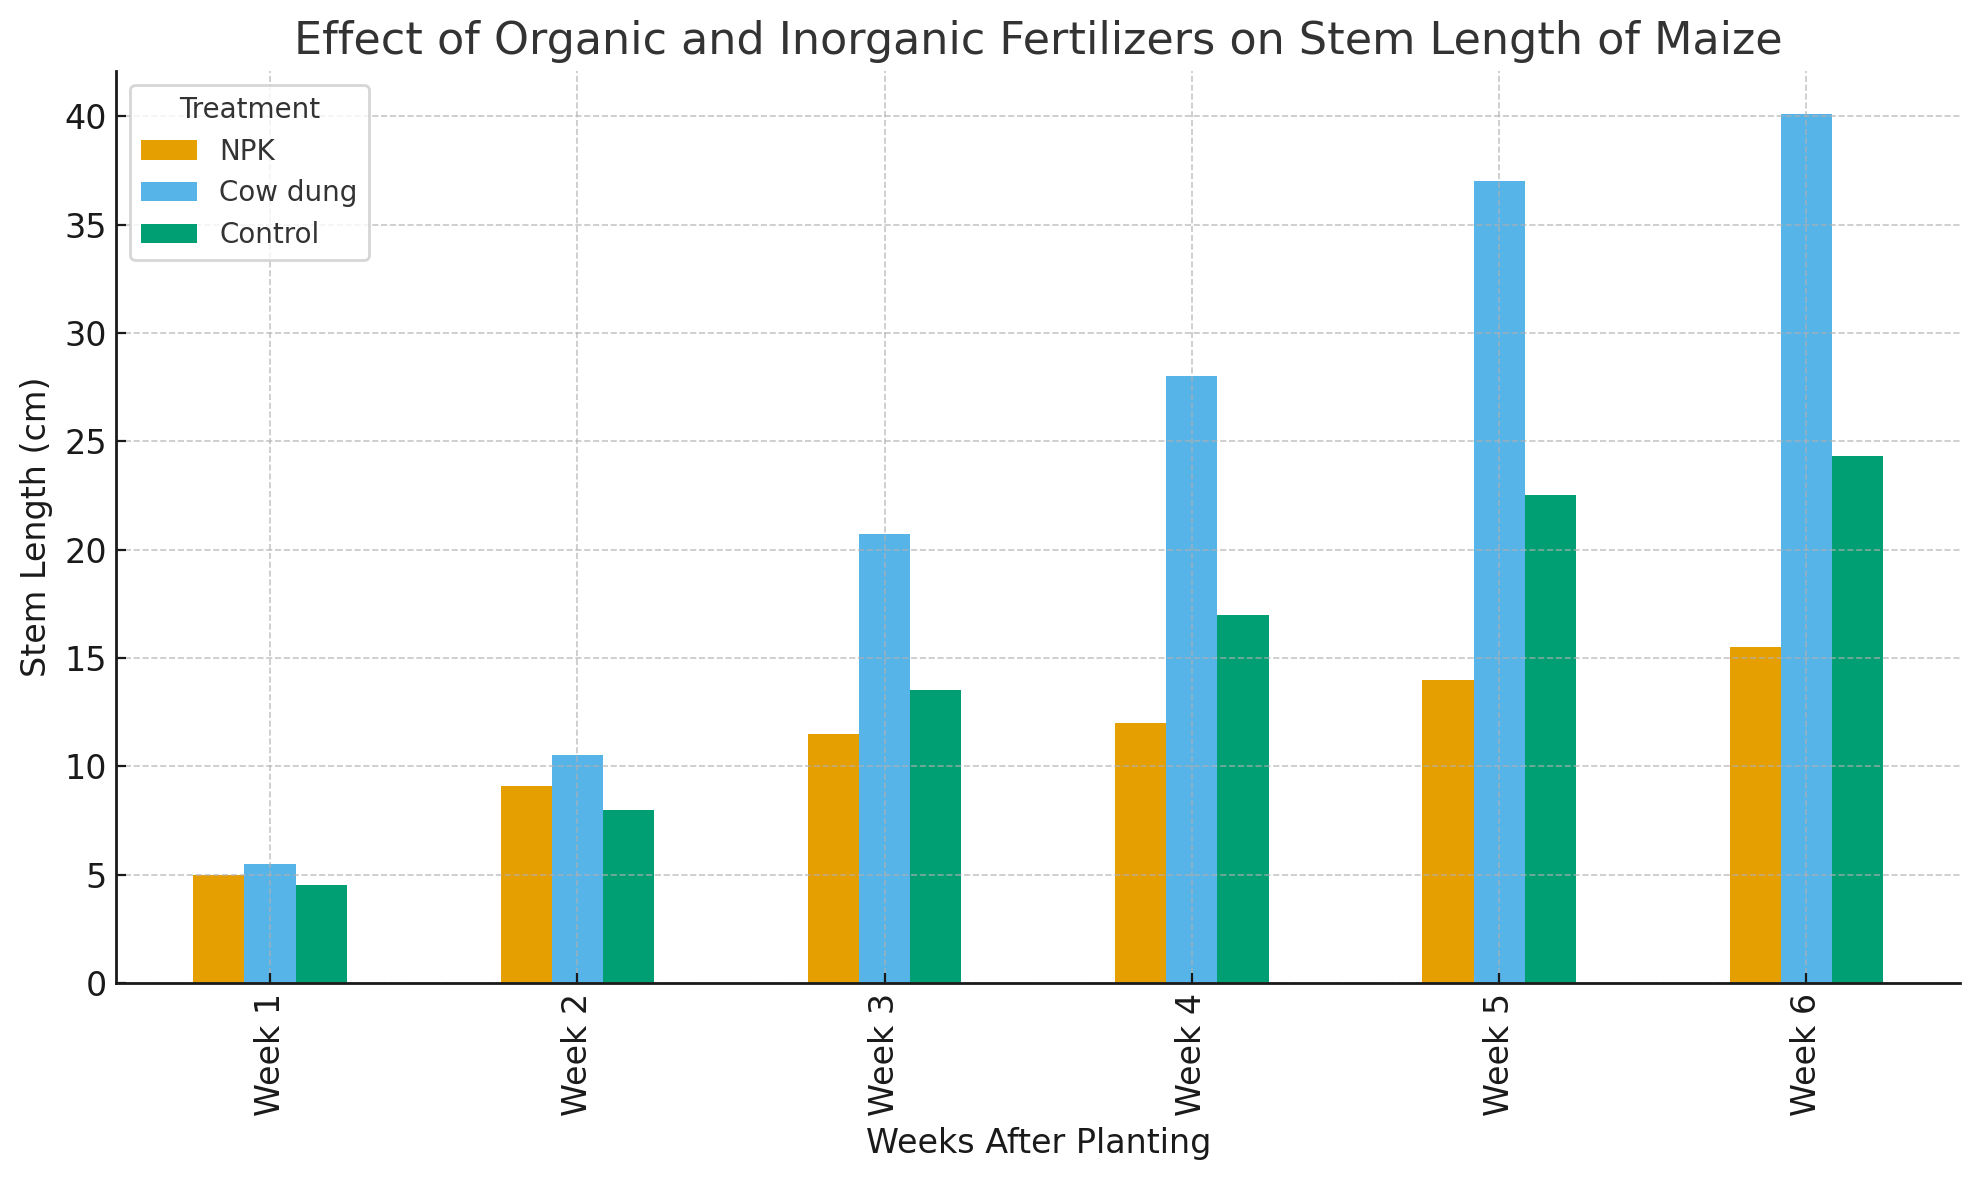 Effect of Organic and Inorganic Fertilizers on Stem Length of Maize
Treatment
NPK
Cow dung
Control
Stem Length (cm)
40
35
30
25
20
15
10
5
0
Week 1
Week 2
Week 3
Week 4
Week 5
Week 6
Weeks After Planting